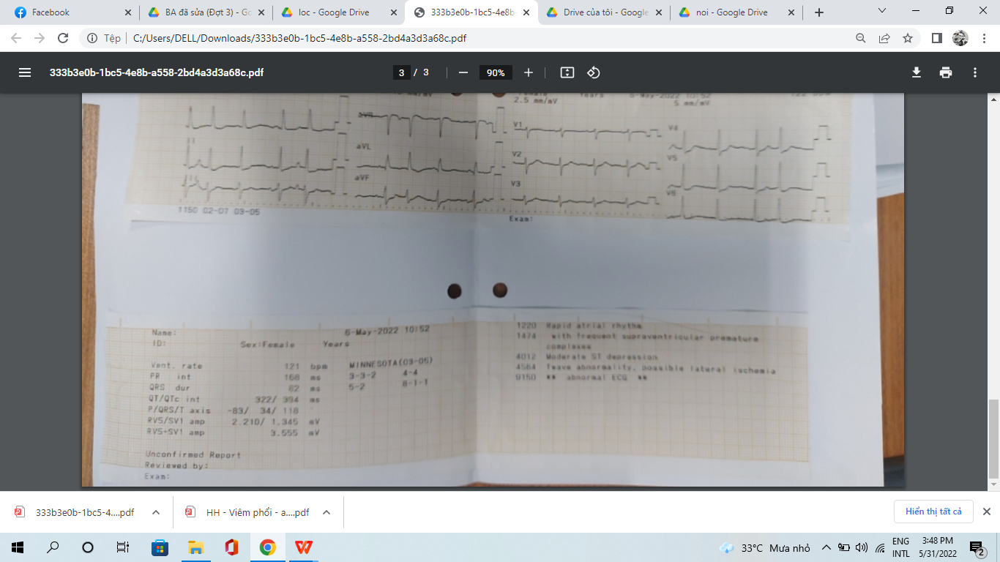 Facebook
BA đã sửa (Đợt 3) - Go
loc - Google Drive
333b3e0b-1bc5-4e8b-
Drive của tôi - Google
noi - Google Drive
Tệp | C:/Users/DELL/Downloads/333b3e0b-1bc5-4e8b-a558-2bd4a3d3a68c.pdf
333b3e0b-1bc5-4e8b-a558-2bd4a3d3a68c.pdf
3 / 3
90%
mm/mV
Years
6-May-2022 10:52
2.5 mm/mV
5 mm/mV
aVR
V1
V4
II
aVL
V2
V5
aVF
V3
V6
1150 02-07 03-05
Exam:
Name:
6-May-2022 10:52
ID:
Sex:Female Years
Vent. rate 121 bpm
PR int 168 ms
QRS dur 82 ms
QT/QTc int 322/ 394 ms
P/QRS/T axis -83/ 34/ 118
RV5/SV1 amp 2.210/ 1.345 mV
RV5+SV1 amp 3.555 mV
MINNESOTA(03-05)
3-3-2 4-4
5-2 8-1-1
1220 Rapid atrial rhythm
1474 with frequent supraventricular premature
complexes
4012 Moderate ST depression
4564 Twave abnormality, possible lateral ischemia
9150 ** abnormal ECG **
Unconfirmed Report
Reviewed by:
Exam:
333b3e0b-1bc5-4....pdf
HH - Viêm phổi - a....pdf
Hiển thị tất cả
33°C Mưa nhỏ
ENG
INTL
3:48 PM
5/31/2022
2